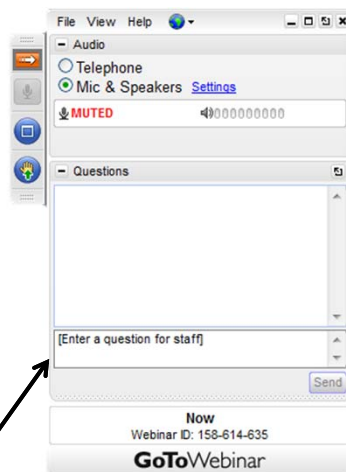 File View Help
Audio
Telephone
Mic & Speakers Settings
MUTED
Questions
[Enter a question for staff]
Send
Now
Webinar ID: 158-614-635
GoToWebinar